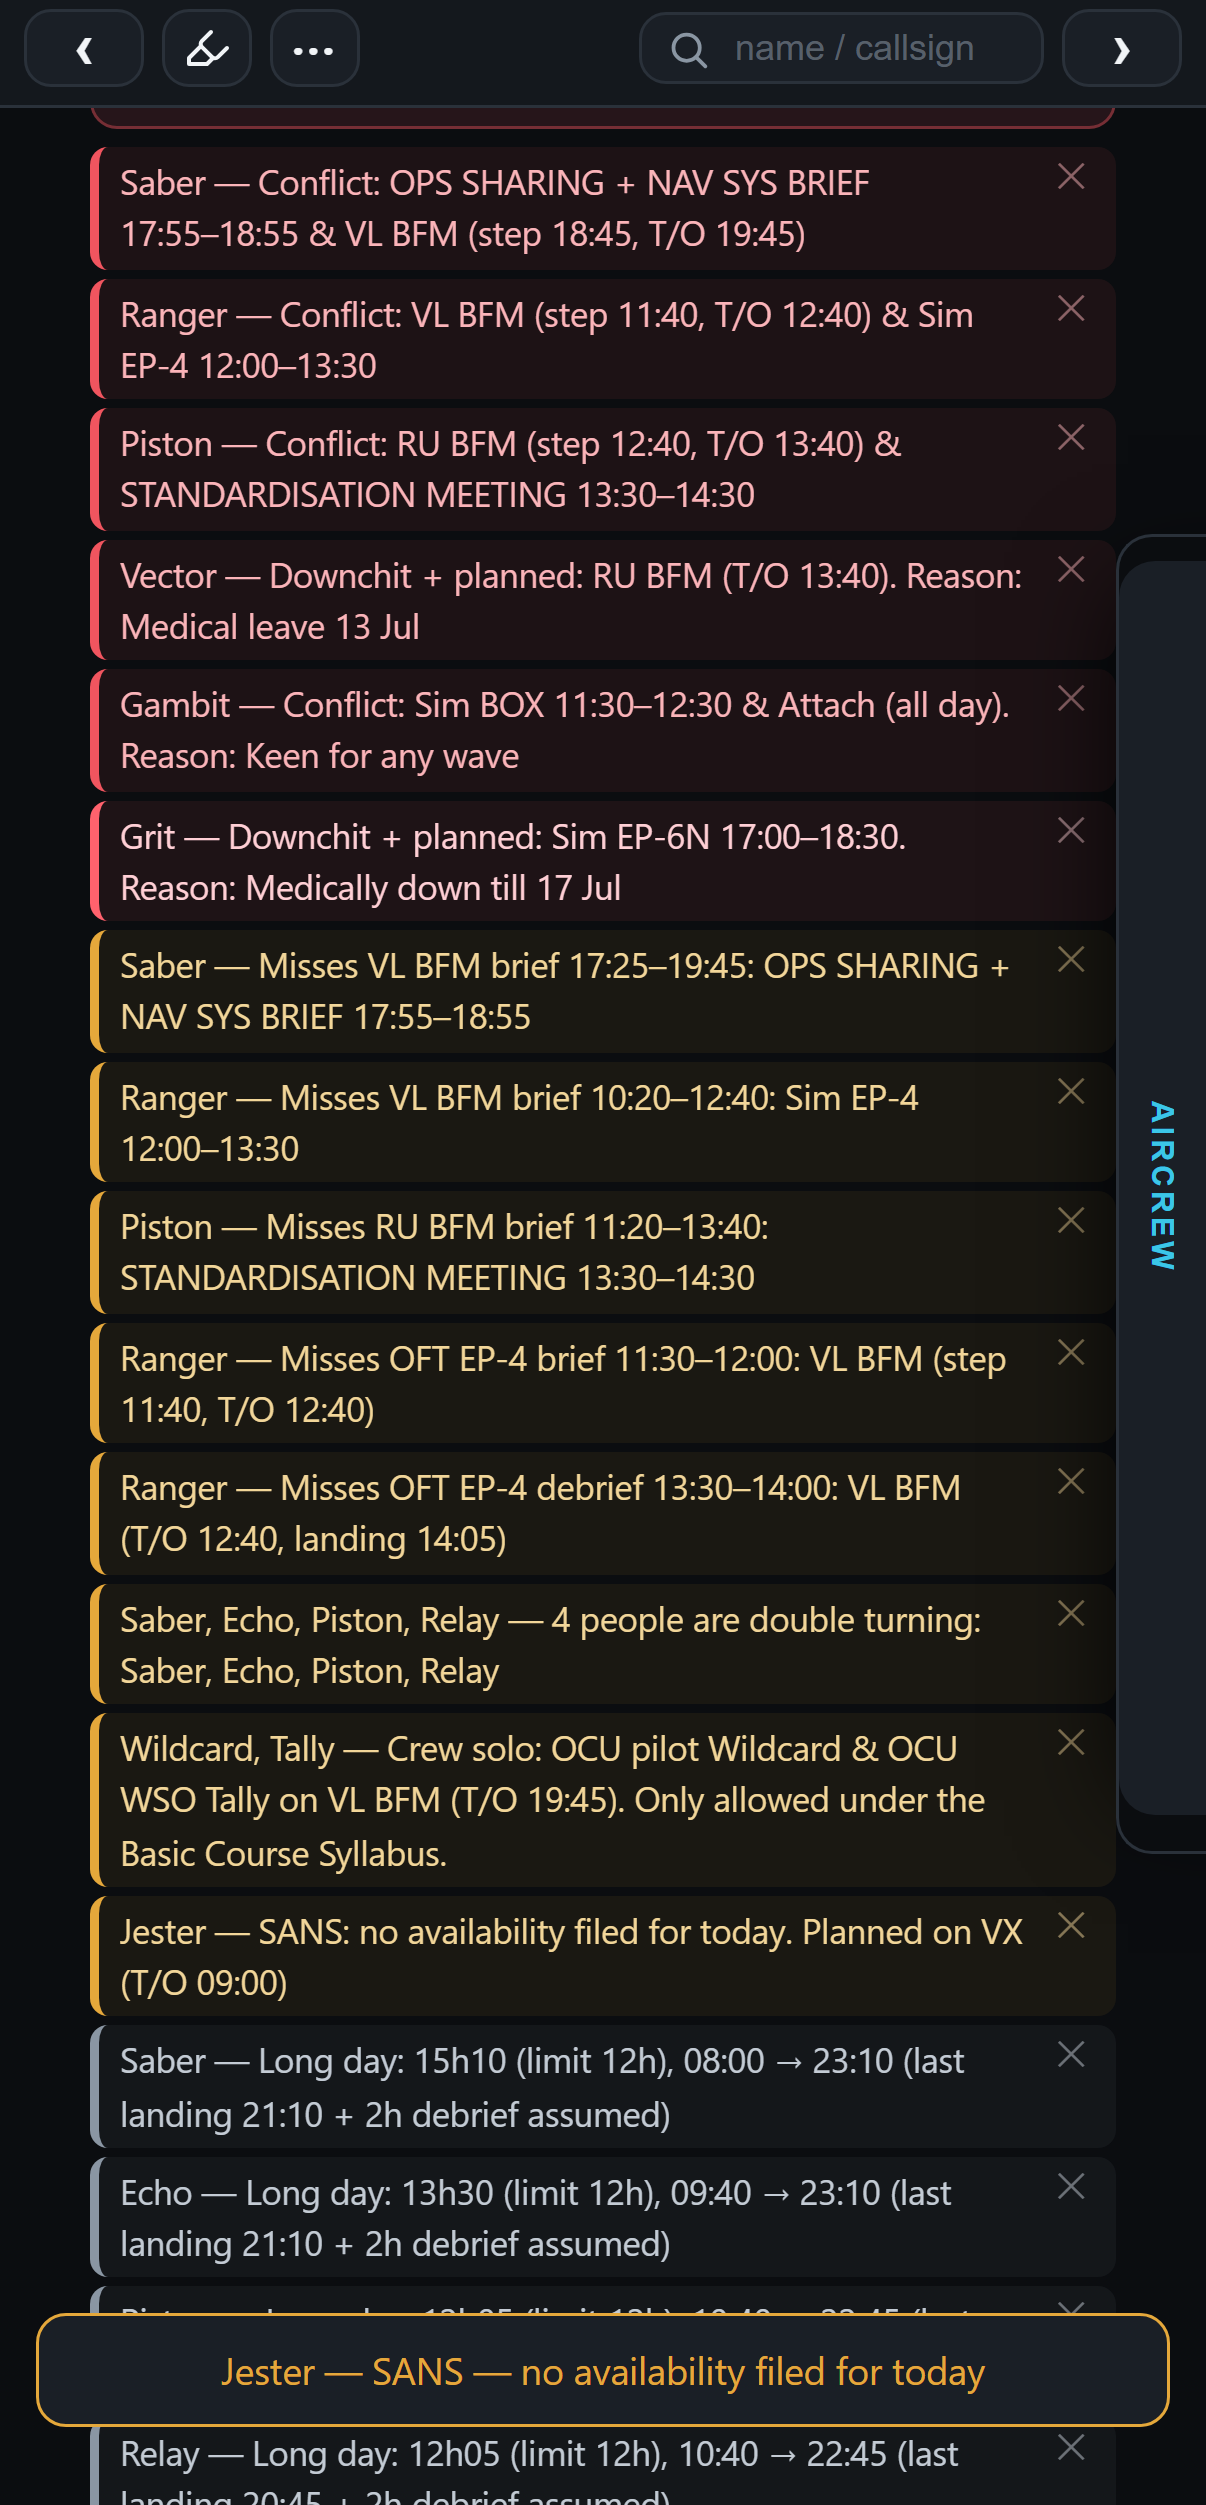 name / callsign
Saber — Conflict: OPS SHARING + NAV SYS BRIEF
17:55–18:55 & VL BFM (step 18:45, T/O 19:45)
Ranger — Conflict: VL BFM (step 11:40, T/O 12:40) & Sim
EP-4 12:00–13:30
Piston — Conflict: RU BFM (step 12:40, T/O 13:40) &
STANDARDISATION MEETING 13:30–14:30
Vector — Downchit + planned: RU BFM (T/O 13:40). Reason:
Medical leave 13 Jul
Gambit — Conflict: Sim BOX 11:30–12:30 & Attach (all day).
Reason: Keen for any wave
Grit — Downchit + planned: Sim EP-6N 17:00–18:30.
Reason: Medically down till 17 Jul
Saber — Misses VL BFM brief 17:25–19:45: OPS SHARING +
NAV SYS BRIEF 17:55–18:55
Ranger — Misses VL BFM brief 10:20–12:40: Sim EP-4
12:00–13:30
AIRCREW
Piston — Misses RU BFM brief 11:20–13:40:
STANDARDISATION MEETING 13:30–14:30
Ranger — Misses OFT EP-4 brief 11:30–12:00: VL BFM (step
11:40, T/O 12:40)
Ranger — Misses OFT EP-4 debrief 13:30–14:00: VL BFM
(T/O 12:40, landing 14:05)
Saber, Echo, Piston, Relay — 4 people are double turning:
Saber, Echo, Piston, Relay
Wildcard, Tally — Crew solo: OCU pilot Wildcard & OCU
WSO Tally on VL BFM (T/O 19:45). Only allowed under the
Basic Course Syllabus.
Jester — SANS: no availability filed for today. Planned on VX
(T/O 09:00)
Saber — Long day: 15h10 (limit 12h), 08:00 → 23:10 (last
landing 21:10 + 2h debrief assumed)
Echo — Long day: 13h30 (limit 12h), 09:40 → 23:10 (last
landing 21:10 + 2h debrief assumed)
Jester — SANS — no availability filed for today
Relay — Long day: 12h05 (limit 12h), 10:40 → 22:45 (last
landing 20:45 + 2h debrief assumed)